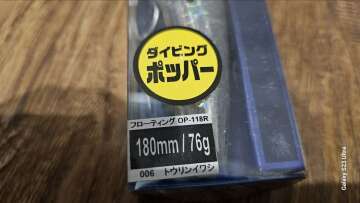 ダイビング
ポッパー
フローティング OP-118R
180mm / 76g
006 トウリンイワシ
Galaxy S23 Ultra